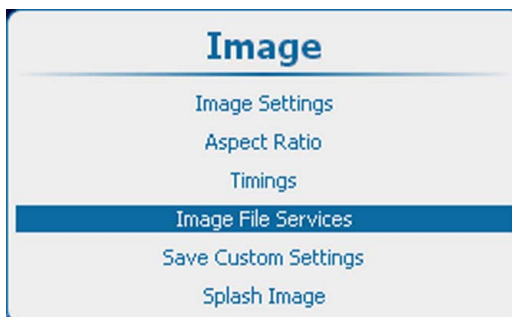 Image
Image Settings
Aspect Ratio
Timings
Image File Services
Save Custom Settings
Splash Image